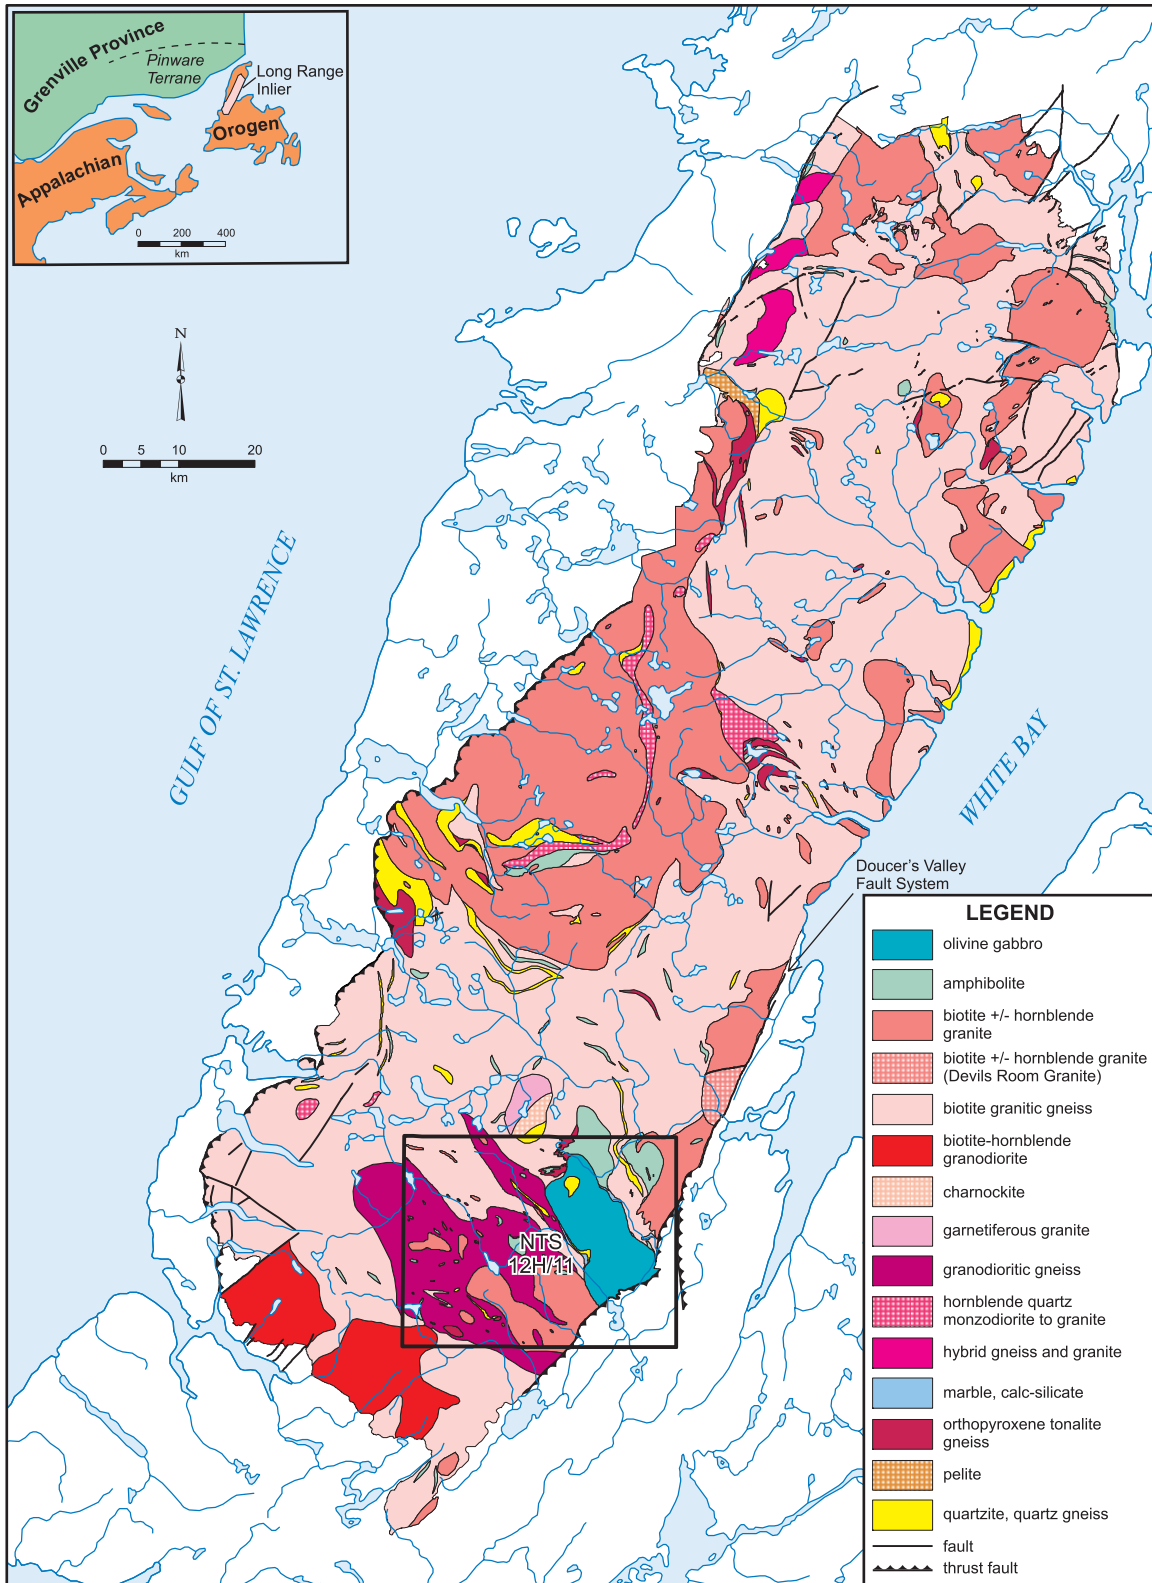 Grenville Province
Pinware
Terrane
Long Range
Inlier
Orogen
Appalachian
0 200 400
km
N
0 5 10 20
km
GULF OF ST. LAWRENCE
WHITE BAY
Doucer's Valley
Fault System
NTS
12H/11
LEGEND
olivine gabbro
amphibolite
biotite +/- hornblende
granite
biotite +/- hornblende granite
(Devils Room Granite)
biotite granitic gneiss
biotite-hornblende
granodiorite
charnockite
garnetiferous granite
granodioritic gneiss
hornblende quartz
monzodiorite to granite
hybrid gneiss and granite
marble, calc-silicate
orthopyroxene tonalite
gneiss
pelite
quartzite, quartz gneiss
fault
thrust fault